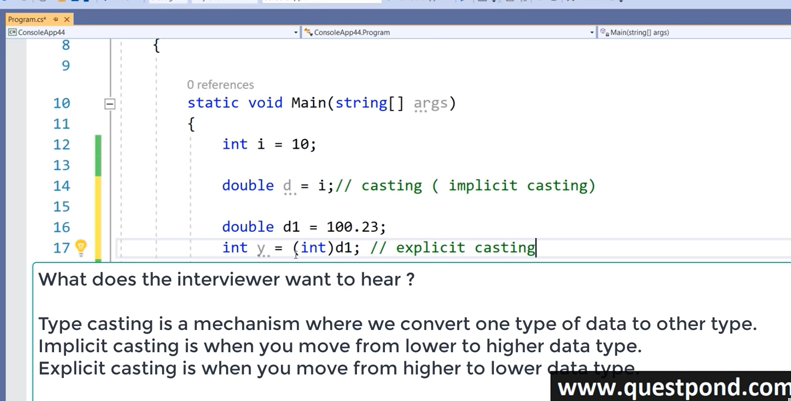 Program.cs*
ConsoleApp44 ConsoleApp44.Program Main(string[] args)
8 {
9
0 references
10 static void Main(string[] args)
11 {
12 int i = 10;
13
14 double d = i;// casting ( implicit casting)
15
16 double d1 = 100.23;
17 int y = (int)d1; // explicit casting
What does the interviewer want to hear ?
Type casting is a mechanism where we convert one type of data to other type.
Implicit casting is when you move from lower to higher data type.
Explicit casting is when you move from higher to lower data type.
www.questpond.com